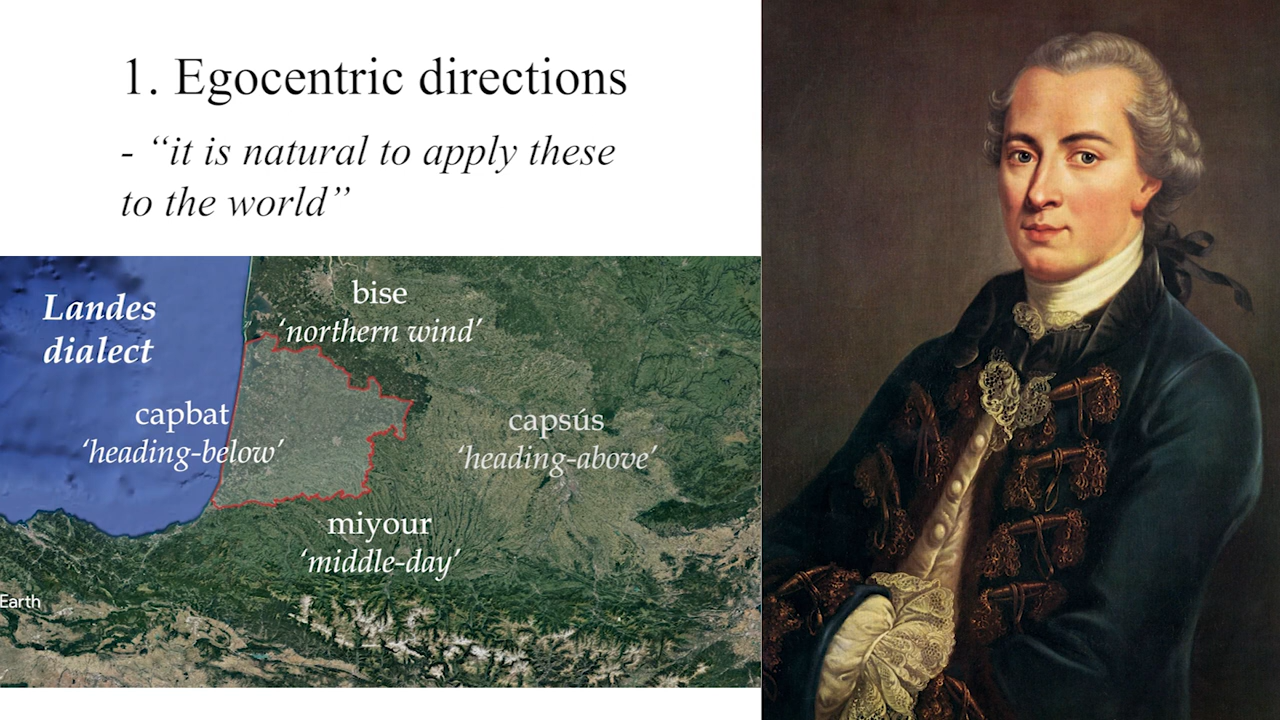 1. Egocentric directions
- “it is natural to apply these
to the world”
Landes
dialect
bise
‘northern wind’
capbat
‘heading-below’
capsús
‘heading-above’
miyour
‘middle-day’
Earth